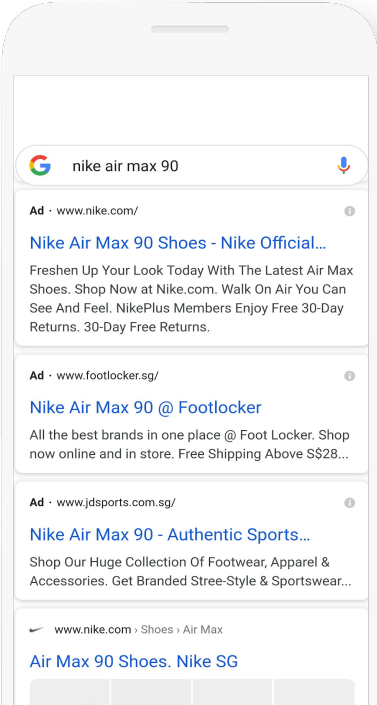 nike air max 90
Ad · www.nike.com/
Nike Air Max 90 Shoes - Nike Official...
Freshen Up Your Look Today With The Latest Air Max
Shoes. Shop Now at Nike.com. Walk On Air You Can
See And Feel. NikePlus Members Enjoy Free 30-Day
Returns. 30-Day Free Returns.
Ad · www.footlocker.sg/
Nike Air Max 90 @ Footlocker
All the best brands in one place @ Foot Locker. Shop
now online and in store. Free Shipping Above S$28...
Ad · www.jdsports.com.sg/
Nike Air Max 90 - Authentic Sports...
Shop Our Huge Collection Of Footwear, Apparel &
Accessories. Get Branded Stree-Style & Sportswear...
www.nike.com › Shoes › Air Max
Air Max 90 Shoes. Nike SG